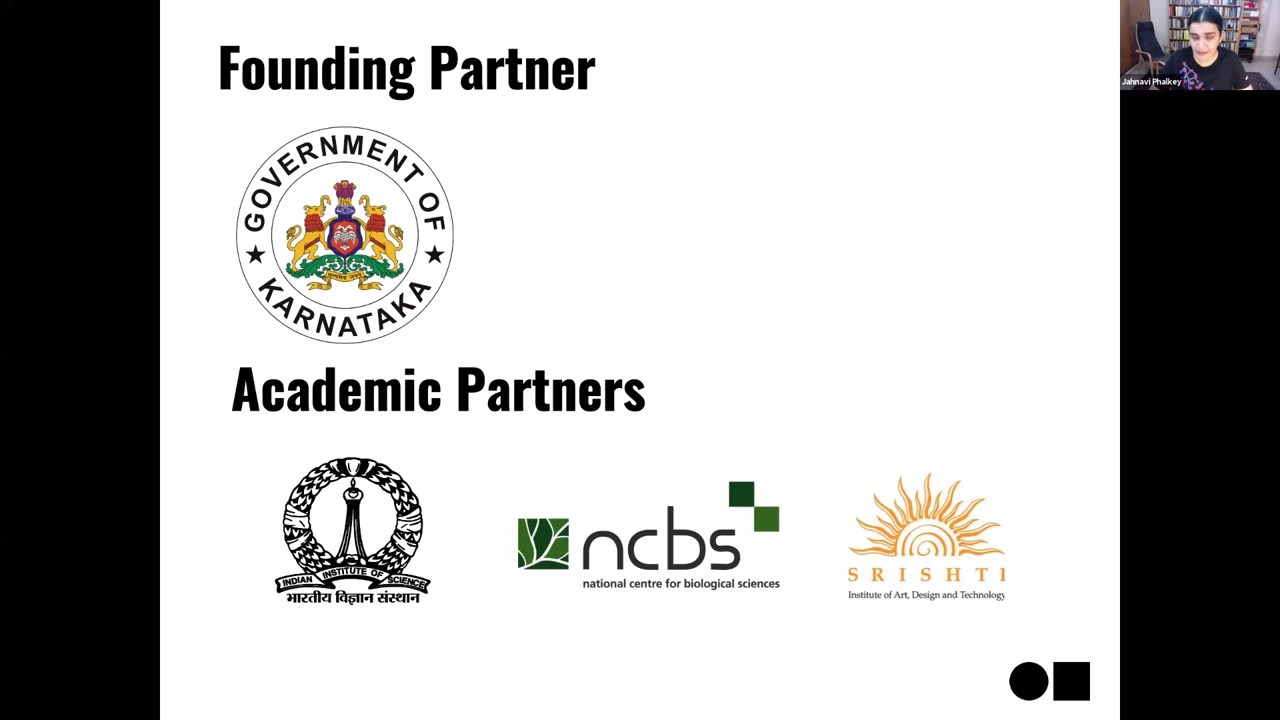 Founding Partner
Jahnavi Phalkey
GOVERNMENT OF
KARNATAKA
Academic Partners
INDIAN INSTITUTE OF SCIENCE
भारतीय विज्ञान संस्थान
ncbs
national centre for biological sciences
SRISHTI
Institute of Art, Design and Technology